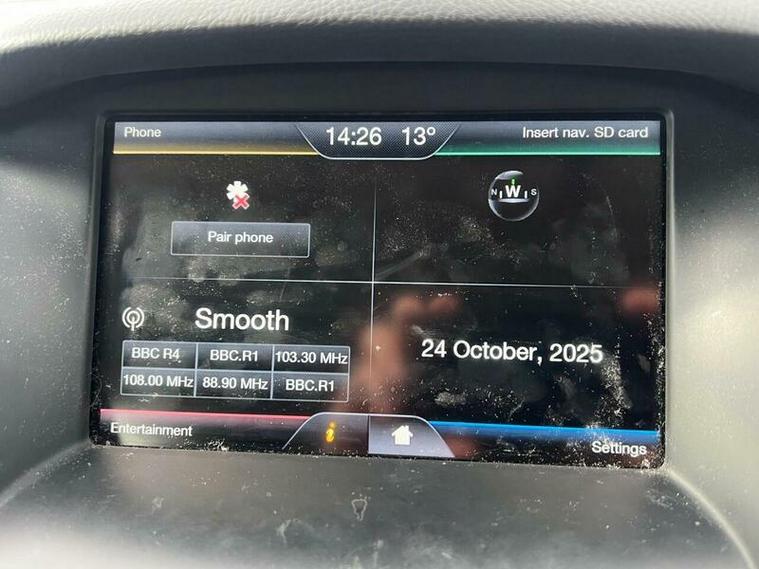 Phone
14:26 13°
Insert nav. SD card
N W S
Pair phone
Smooth
BBC R4 BBC.R1 103.30 MHz
108.00 MHz 88.90 MHz BBC.R1
24 October, 2025
Entertainment
i
Settings